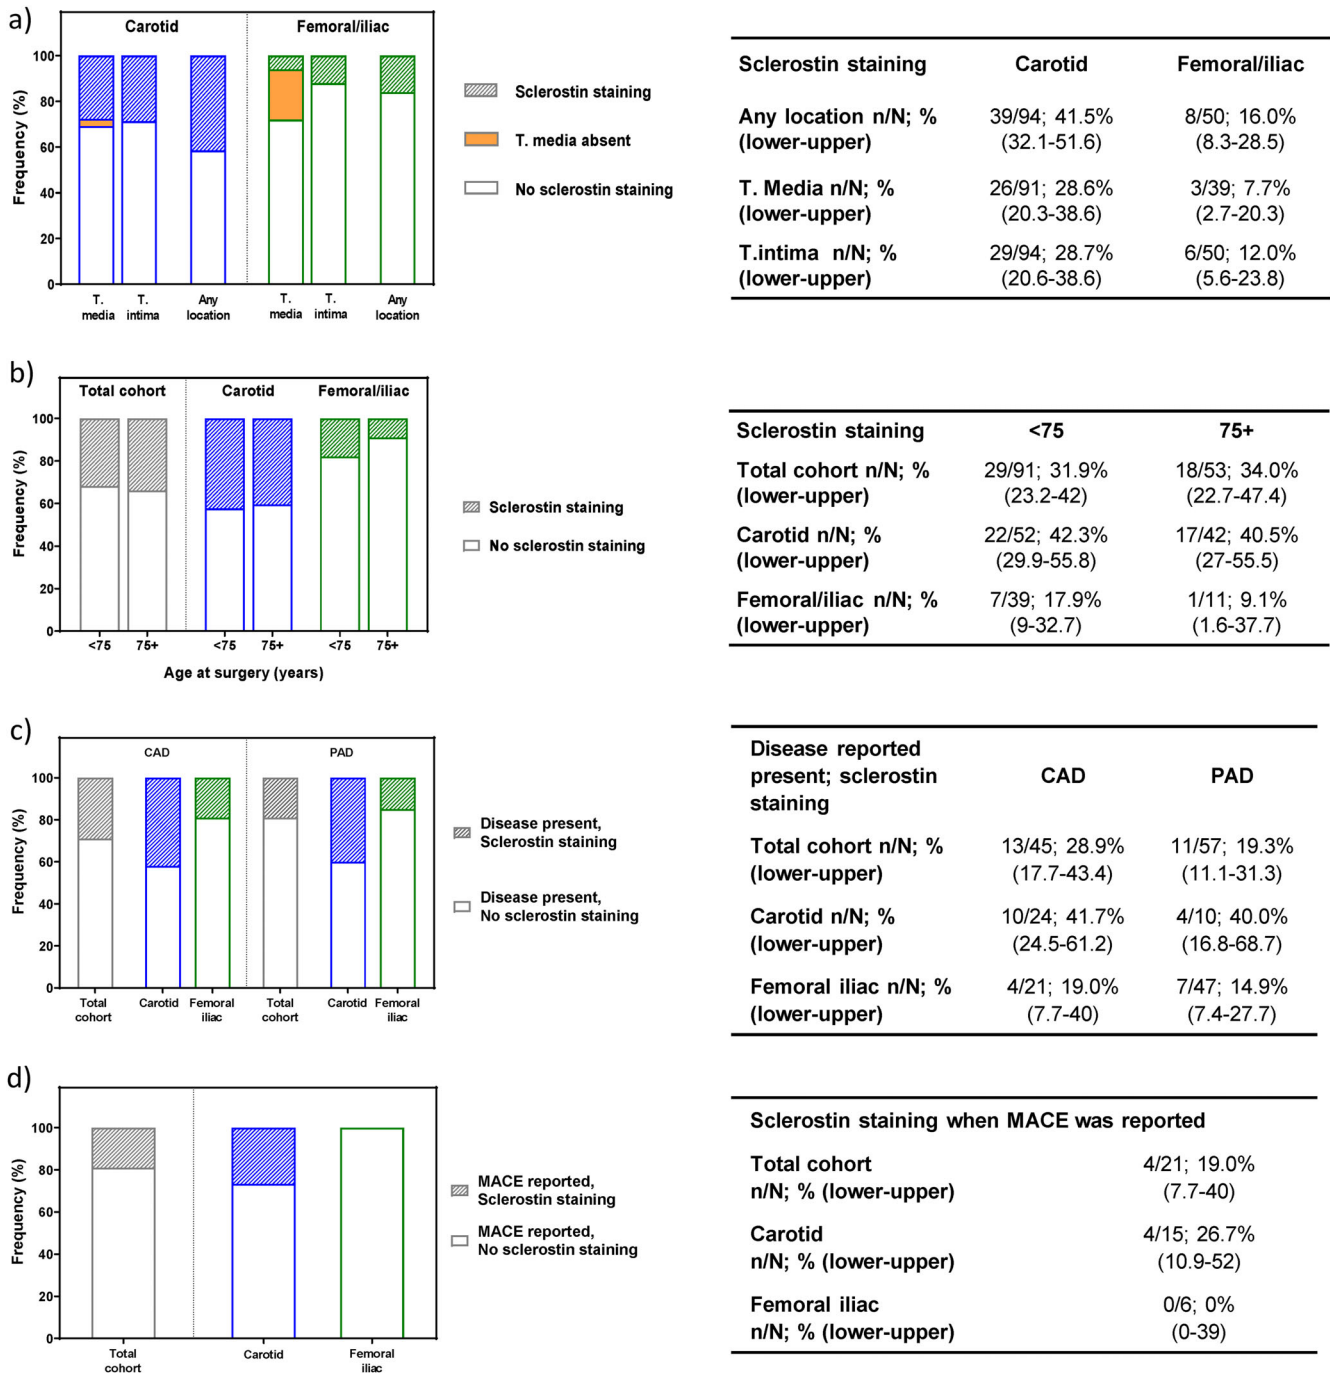 a)
Carotid
Femoral/iliac
Frequency (%)
100
80
60
40
20
0
T. media
T. intima
Any location
T. media
T. intima
Any location
Sclerostin staining
T. media absent
No sclerostin staining
Sclerostin staining Carotid Femoral/iliac
Any location n/N; % 39/94; 41.5% 8/50; 16.0%
(lower-upper) (32.1-51.6) (8.3-28.5)
T. Media n/N; % 26/91; 28.6% 3/39; 7.7%
(lower-upper) (20.3-38.6) (2.7-20.3)
T.intima n/N; % 29/94; 28.7% 6/50; 12.0%
(lower-upper) (20.6-38.6) (5.6-23.8)
b)
Total cohort
Carotid
Femoral/iliac
Frequency (%)
100
80
60
40
20
0
<75 75+ <75 75+ <75 75+
Age at surgery (years)
Sclerostin staining
No sclerostin staining
Sclerostin staining <75 75+
Total cohort n/N; % 29/91; 31.9% 18/53; 34.0%
(lower-upper) (23.2-42) (22.7-47.4)
Carotid n/N; % 22/52; 42.3% 17/42; 40.5%
(lower-upper) (29.9-55.8) (27-55.5)
Femoral/iliac n/N; % 7/39; 17.9% 1/11; 9.1%
(lower-upper) (9-32.7) (1.6-37.7)
c)
CAD
PAD
Frequency (%)
100
80
60
40
20
0
Total cohort
Carotid
Femoral iliac
Total cohort
Carotid
Femoral iliac
Disease present,
Sclerostin staining
Disease present,
No sclerostin staining
Disease reported
present; sclerostin CAD PAD
staining
Total cohort n/N; % 13/45; 28.9% 11/57; 19.3%
(lower-upper) (17.7-43.4) (11.1-31.3)
Carotid n/N; % 10/24; 41.7% 4/10; 40.0%
(lower-upper) (24.5-61.2) (16.8-68.7)
Femoral iliac n/N; % 4/21; 19.0% 7/47; 14.9%
(lower-upper) (7.7-40) (7.4-27.7)
d)
Frequency (%)
100
80
60
40
20
0
Total cohort
Carotid
Femoral iliac
MACE reported,
Sclerostin staining
MACE reported,
No sclerostin staining
Sclerostin staining when MACE was reported
Total cohort 4/21; 19.0%
n/N; % (lower-upper) (7.7-40)
Carotid 4/15; 26.7%
n/N; % (lower-upper) (10.9-52)
Femoral iliac 0/6; 0%
n/N; % (lower-upper) (0-39)